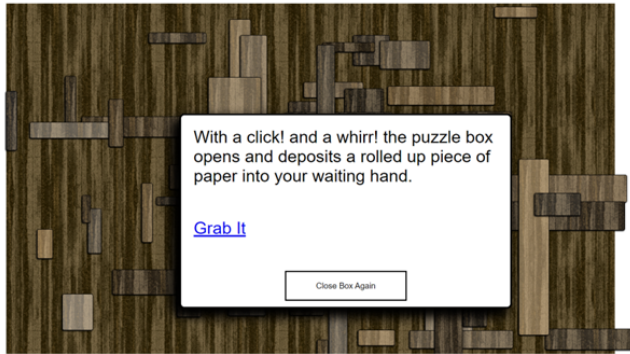 With a click! and a whirr! the puzzle box
opens and deposits a rolled up piece of
paper into your waiting hand.
Grab It
Close Box Again